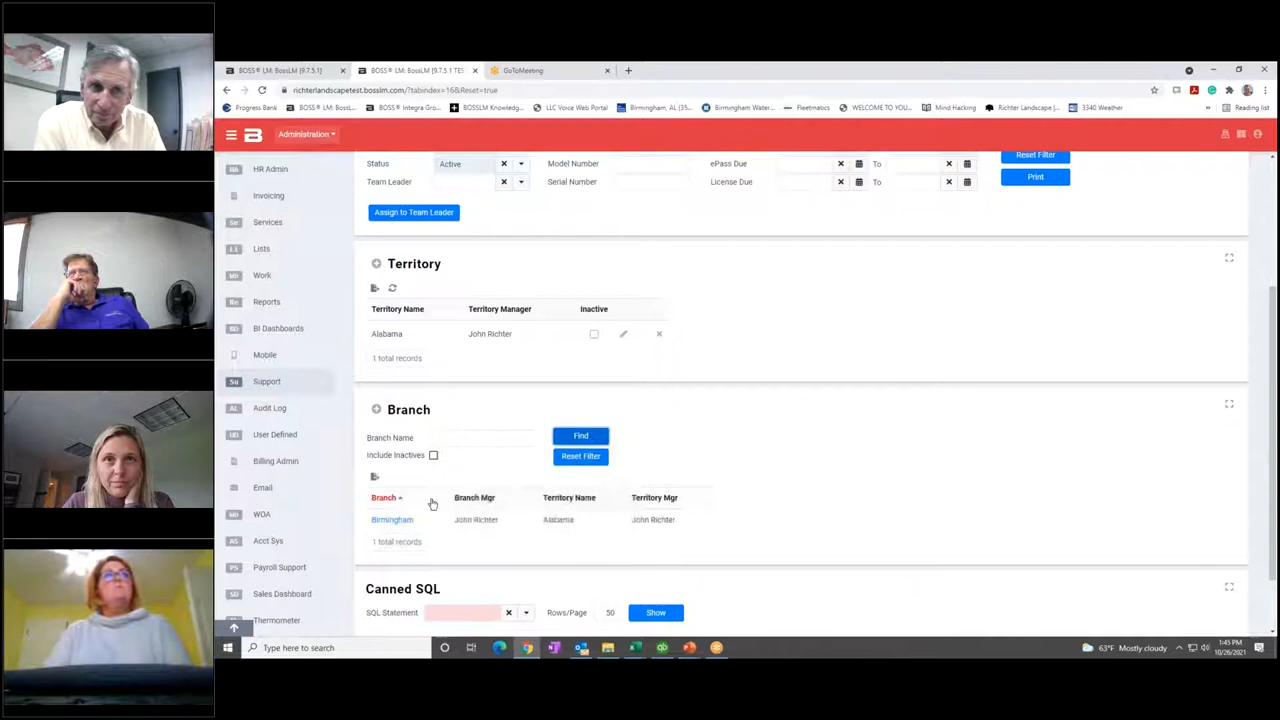 BOSS® LM: BossLM [9.7.5.1]
BOSS® LM: BossLM [9.7.5.1 TES
GoToMeeting
richterlandscapetest.bosslm.com/?tabindex=16&Reset=true
Progress Bank
BOSS® LM: BossL...
BOSS® Integra Gro...
BOSSLM Knowledg...
LLC Voice Web Portal
Birmingham, AL (35...
Birmingham Water...
Fleetmatics
WELCOME TO YOU...
Mind Hacking
Richter Landscape |...
3340 Weather
»
Reading list
Administration
HR Admin
Invoicing
Services
Lists
Work
Reports
BI Dashboards
Mobile
Support
Audit Log
User Defined
Billing Admin
Email
WOA
Acct Sys
Payroll Support
Sales Dashboard
Thermometer
Status
Active
Model Number
ePass Due
To
Reset Filter
Team Leader
Serial Number
License Due
To
Print
Assign to Team Leader
Territory
Territory Name
Territory Manager
Inactive
Alabama
John Richter
1 total records
Branch
Branch Name
Find
Include Inactives
Reset Filter
Branch
Branch Mgr
Territory Name
Territory Mgr
Birmingham
John Richter
Alabama
John Richter
1 total records
Canned SQL
SQL Statement
Rows/Page
50
Show
Type here to search
63°F Mostly cloudy
1:45 PM
10/26/2021